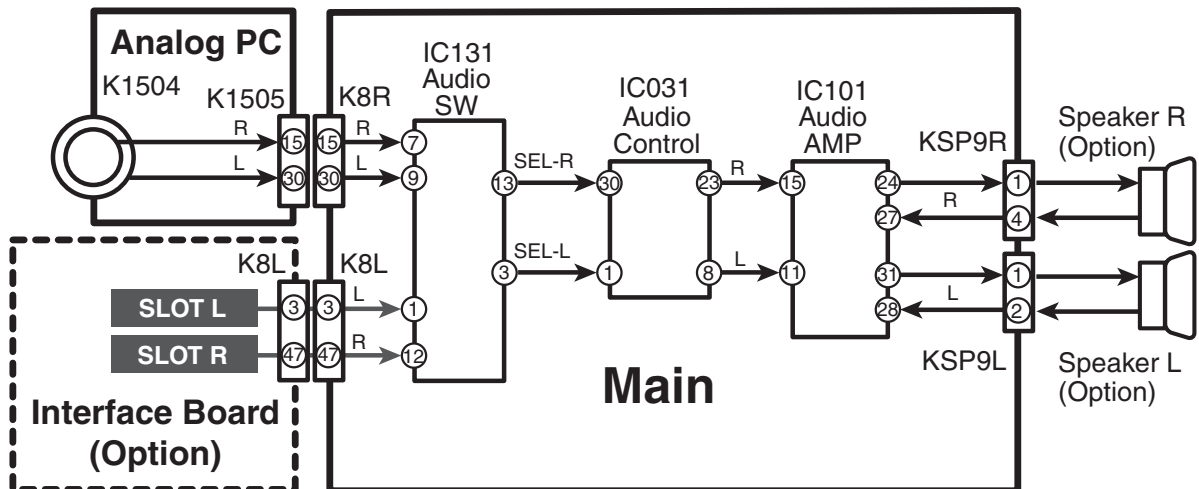 Analog PC
K1504
K1505
R
15
L
30
K8R
15
R
30
L
IC131
Audio
SW
7
9
13
3
1
12
SEL-R
SEL-L
IC031
Audio
Control
30
1
23
8
R
L
IC101
Audio
AMP
15
11
24
27
31
28
R
L
KSP9R
1
4
1
2
KSP9L
Speaker R
(Option)
Speaker L
(Option)
K8L
K8L
SLOT L
3
3
L
SLOT R
47
47
R
Interface Board
(Option)
Main